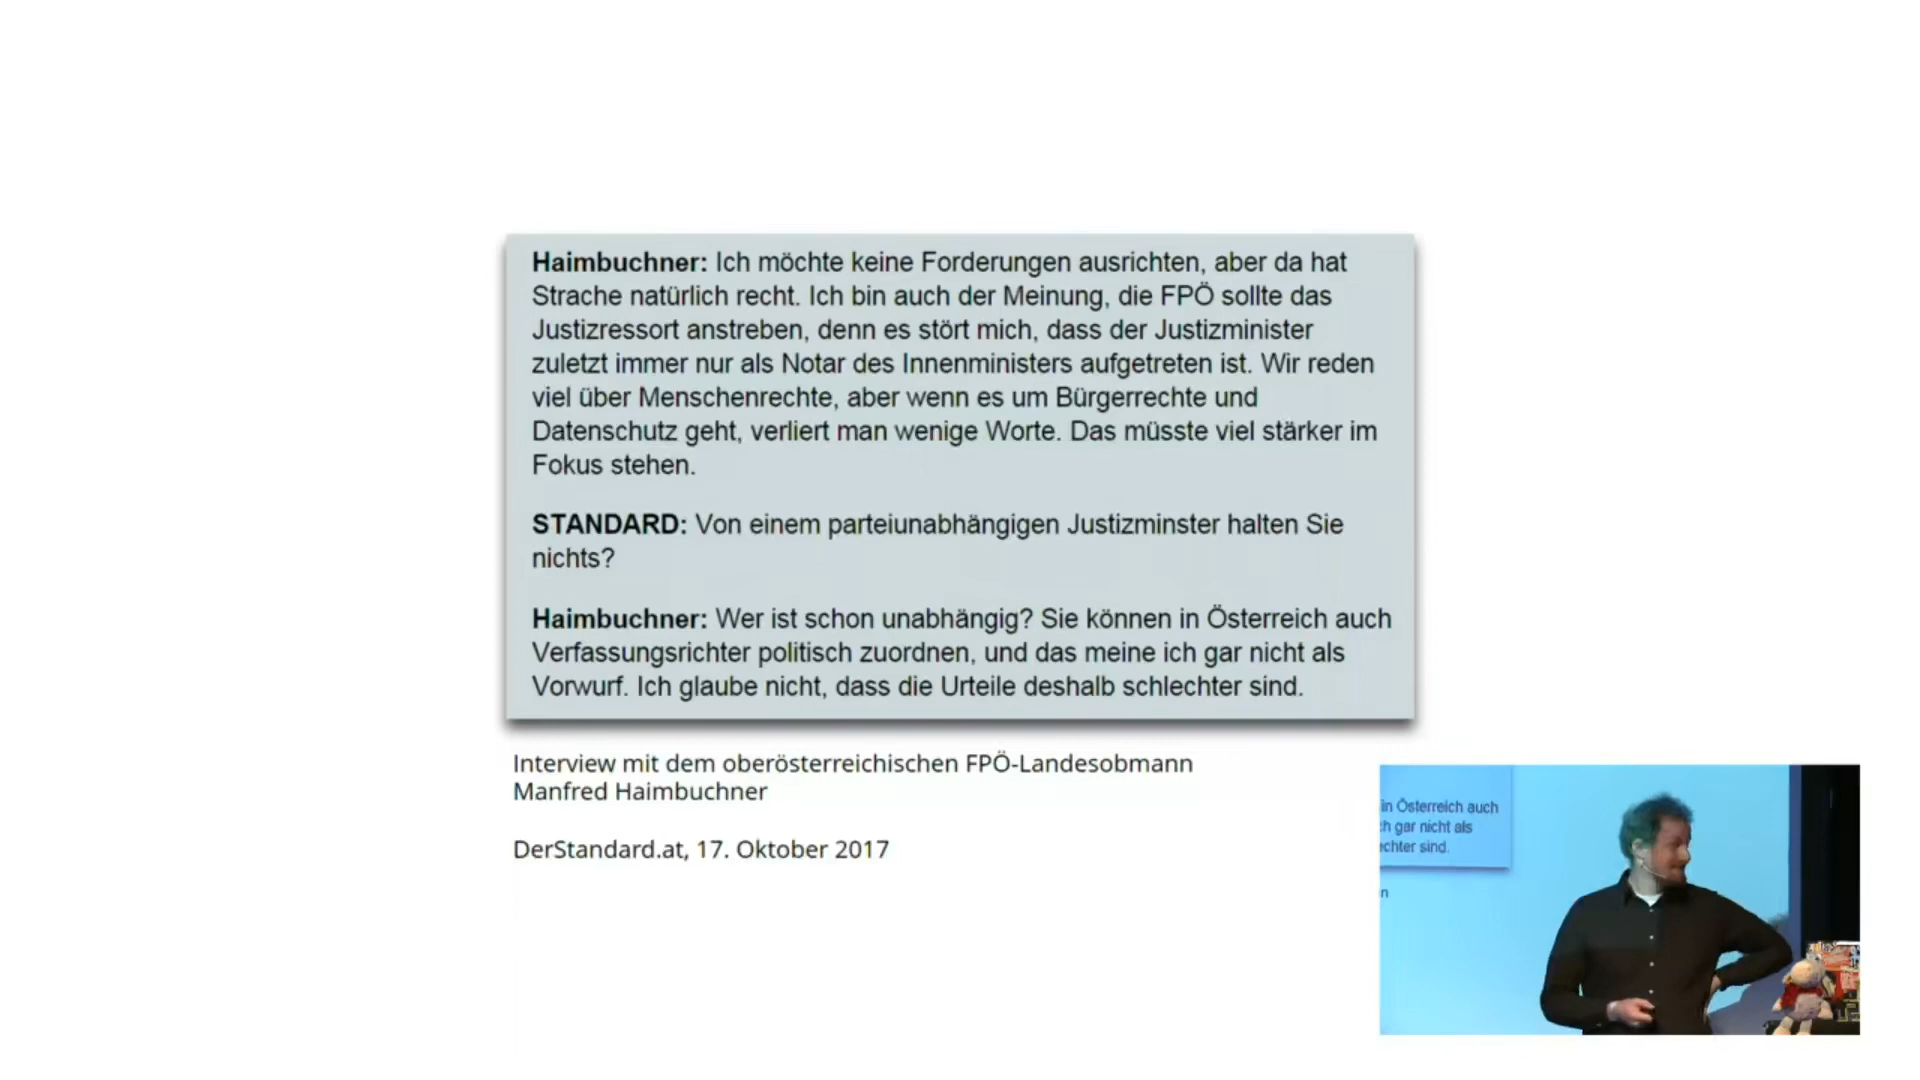 Haimbuchner: Ich möchte keine Forderungen ausrichten, aber da hat
Strache natürlich recht. Ich bin auch der Meinung, die FPÖ sollte das
Justizressort anstreben, denn es stört mich, dass der Justizminister
zuletzt immer nur als Notar des Innenministers aufgetreten ist. Wir reden
viel über Menschenrechte, aber wenn es um Bürgerrechte und
Datenschutz geht, verliert man wenige Worte. Das müsste viel stärker im
Fokus stehen.
STANDARD: Von einem parteiunabhängigen Justizminster halten Sie
nichts?
Haimbuchner: Wer ist schon unabhängig? Sie können in Österreich auch
Verfassungsrichter politisch zuordnen, und das meine ich gar nicht als
Vorwurf. Ich glaube nicht, dass die Urteile deshalb schlechter sind.
Interview mit dem oberösterreichischen FPÖ-Landesobmann
Manfred Haimbuchner
DerStandard.at, 17. Oktober 2017
in Österreich auch
gar nicht als
sind.